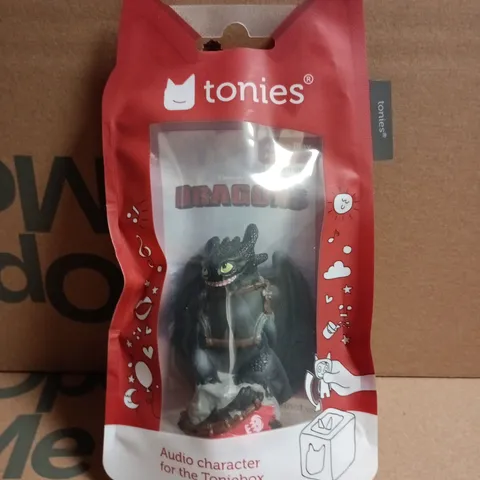 tonies®
tonies®
DRAGONS
Audio character
for the Toniebox